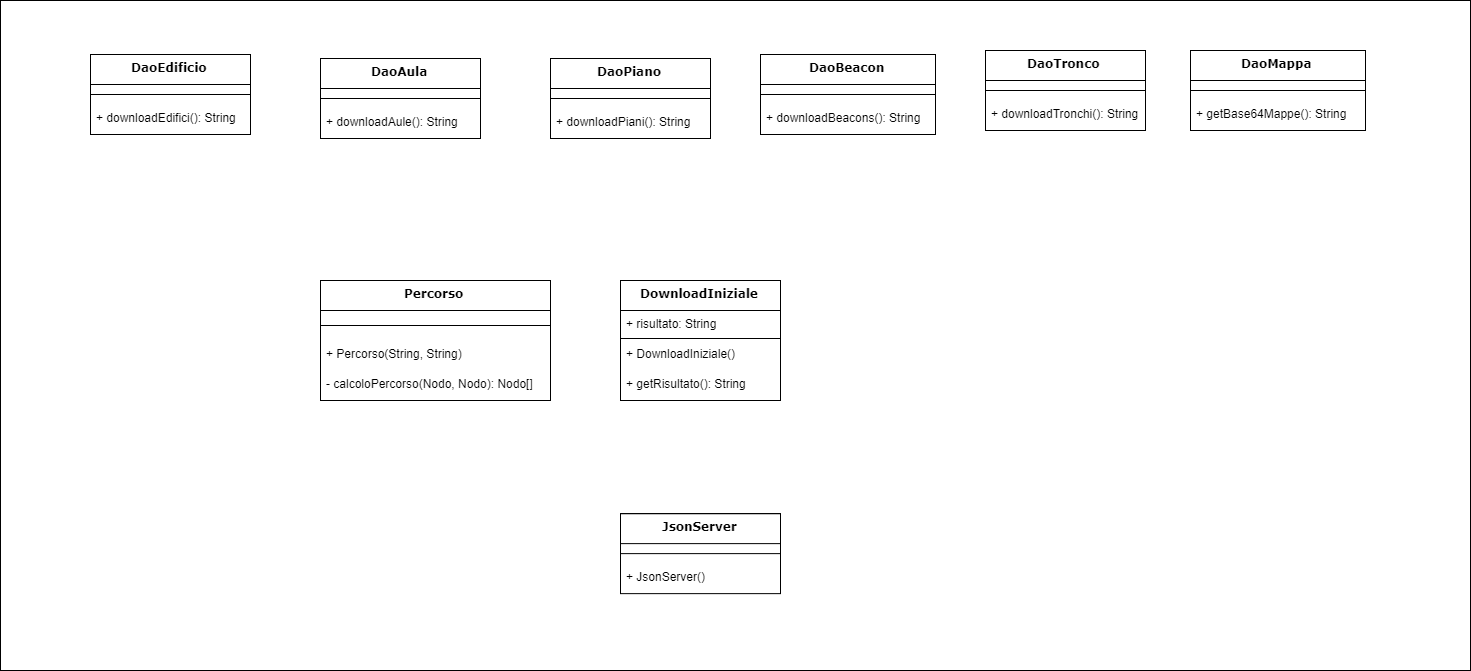 DaoEdificio
+ downloadEdifici(): String
DaoAula
+ downloadAule(): String
DaoPiano
+ downloadPiani(): String
DaoBeacon
+ downloadBeacons(): String
DaoTronco
+ downloadTronchi(): String
DaoMappa
+ getBase64Mappe(): String
Percorso
+ Percorso(String, String)
- calcoloPercorso(Nodo, Nodo): Nodo[]
DownloadIniziale
+ risultato: String
+ DownloadIniziale()
+ getRisultato(): String
JsonServer
+ JsonServer()